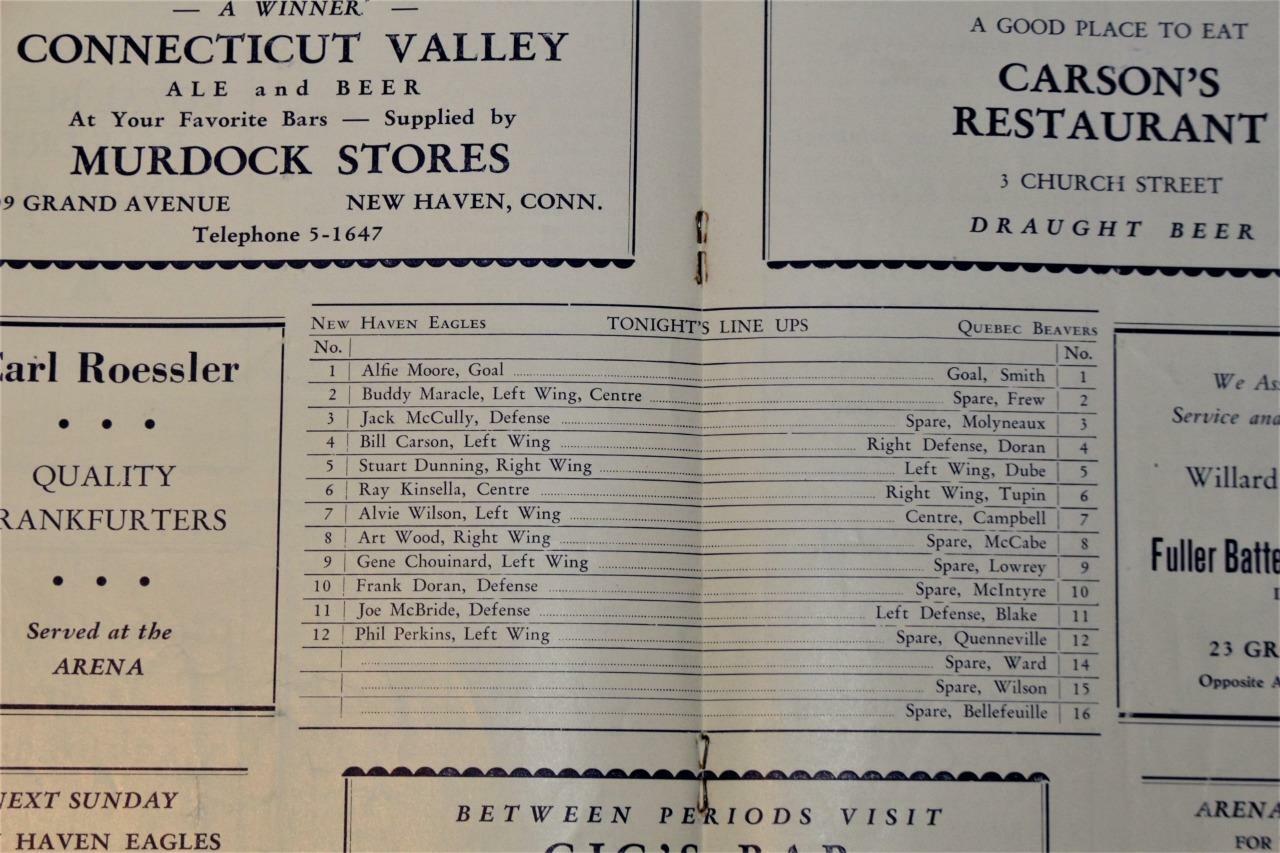 — A WINNER —
CONNECTICUT VALLEY
ALE and BEER
At Your Favorite Bars — Supplied by
MURDOCK STORES
9 GRAND AVENUE NEW HAVEN, CONN.
Telephone 5-1647
A GOOD PLACE TO EAT
CARSON'S
RESTAURANT
3 CHURCH STREET
DRAUGHT BEER
Earl Roessler
• • •
QUALITY
RANKFURTERS
• • •
Served at the
ARENA
NEW HAVEN EAGLES TONIGHT'S LINE UPS QUEBEC BEAVERS
No. No.
1 Alfie Moore, Goal Goal, Smith 1
2 Buddy Maracle, Left Wing, Centre Spare, Frew 2
3 Jack McCully, Defense Spare, Molyneaux 3
4 Bill Carson, Left Wing Right Defense, Doran 4
5 Stuart Dunning, Right Wing Left Wing, Dube 5
6 Ray Kinsella, Centre Right Wing, Tupin 6
7 Alvie Wilson, Left Wing Centre, Campbell 7
8 Art Wood, Right Wing Spare, McCabe 8
9 Gene Chouinard, Left Wing Spare, Lowrey 9
10 Frank Doran, Defense Spare, McIntyre 10
11 Joe McBride, Defense Left Defense, Blake 11
12 Phil Perkins, Left Wing Spare, Quenneville 12
Spare, Ward 14
Spare, Wilson 15
Spare, Bellefeuille 16
We As
Service and
Willard
Fuller Batte
23 GR
Opposite A
NEXT SUNDAY
HAVEN EAGLES
BETWEEN PERIODS VISIT
ARENA
FOR